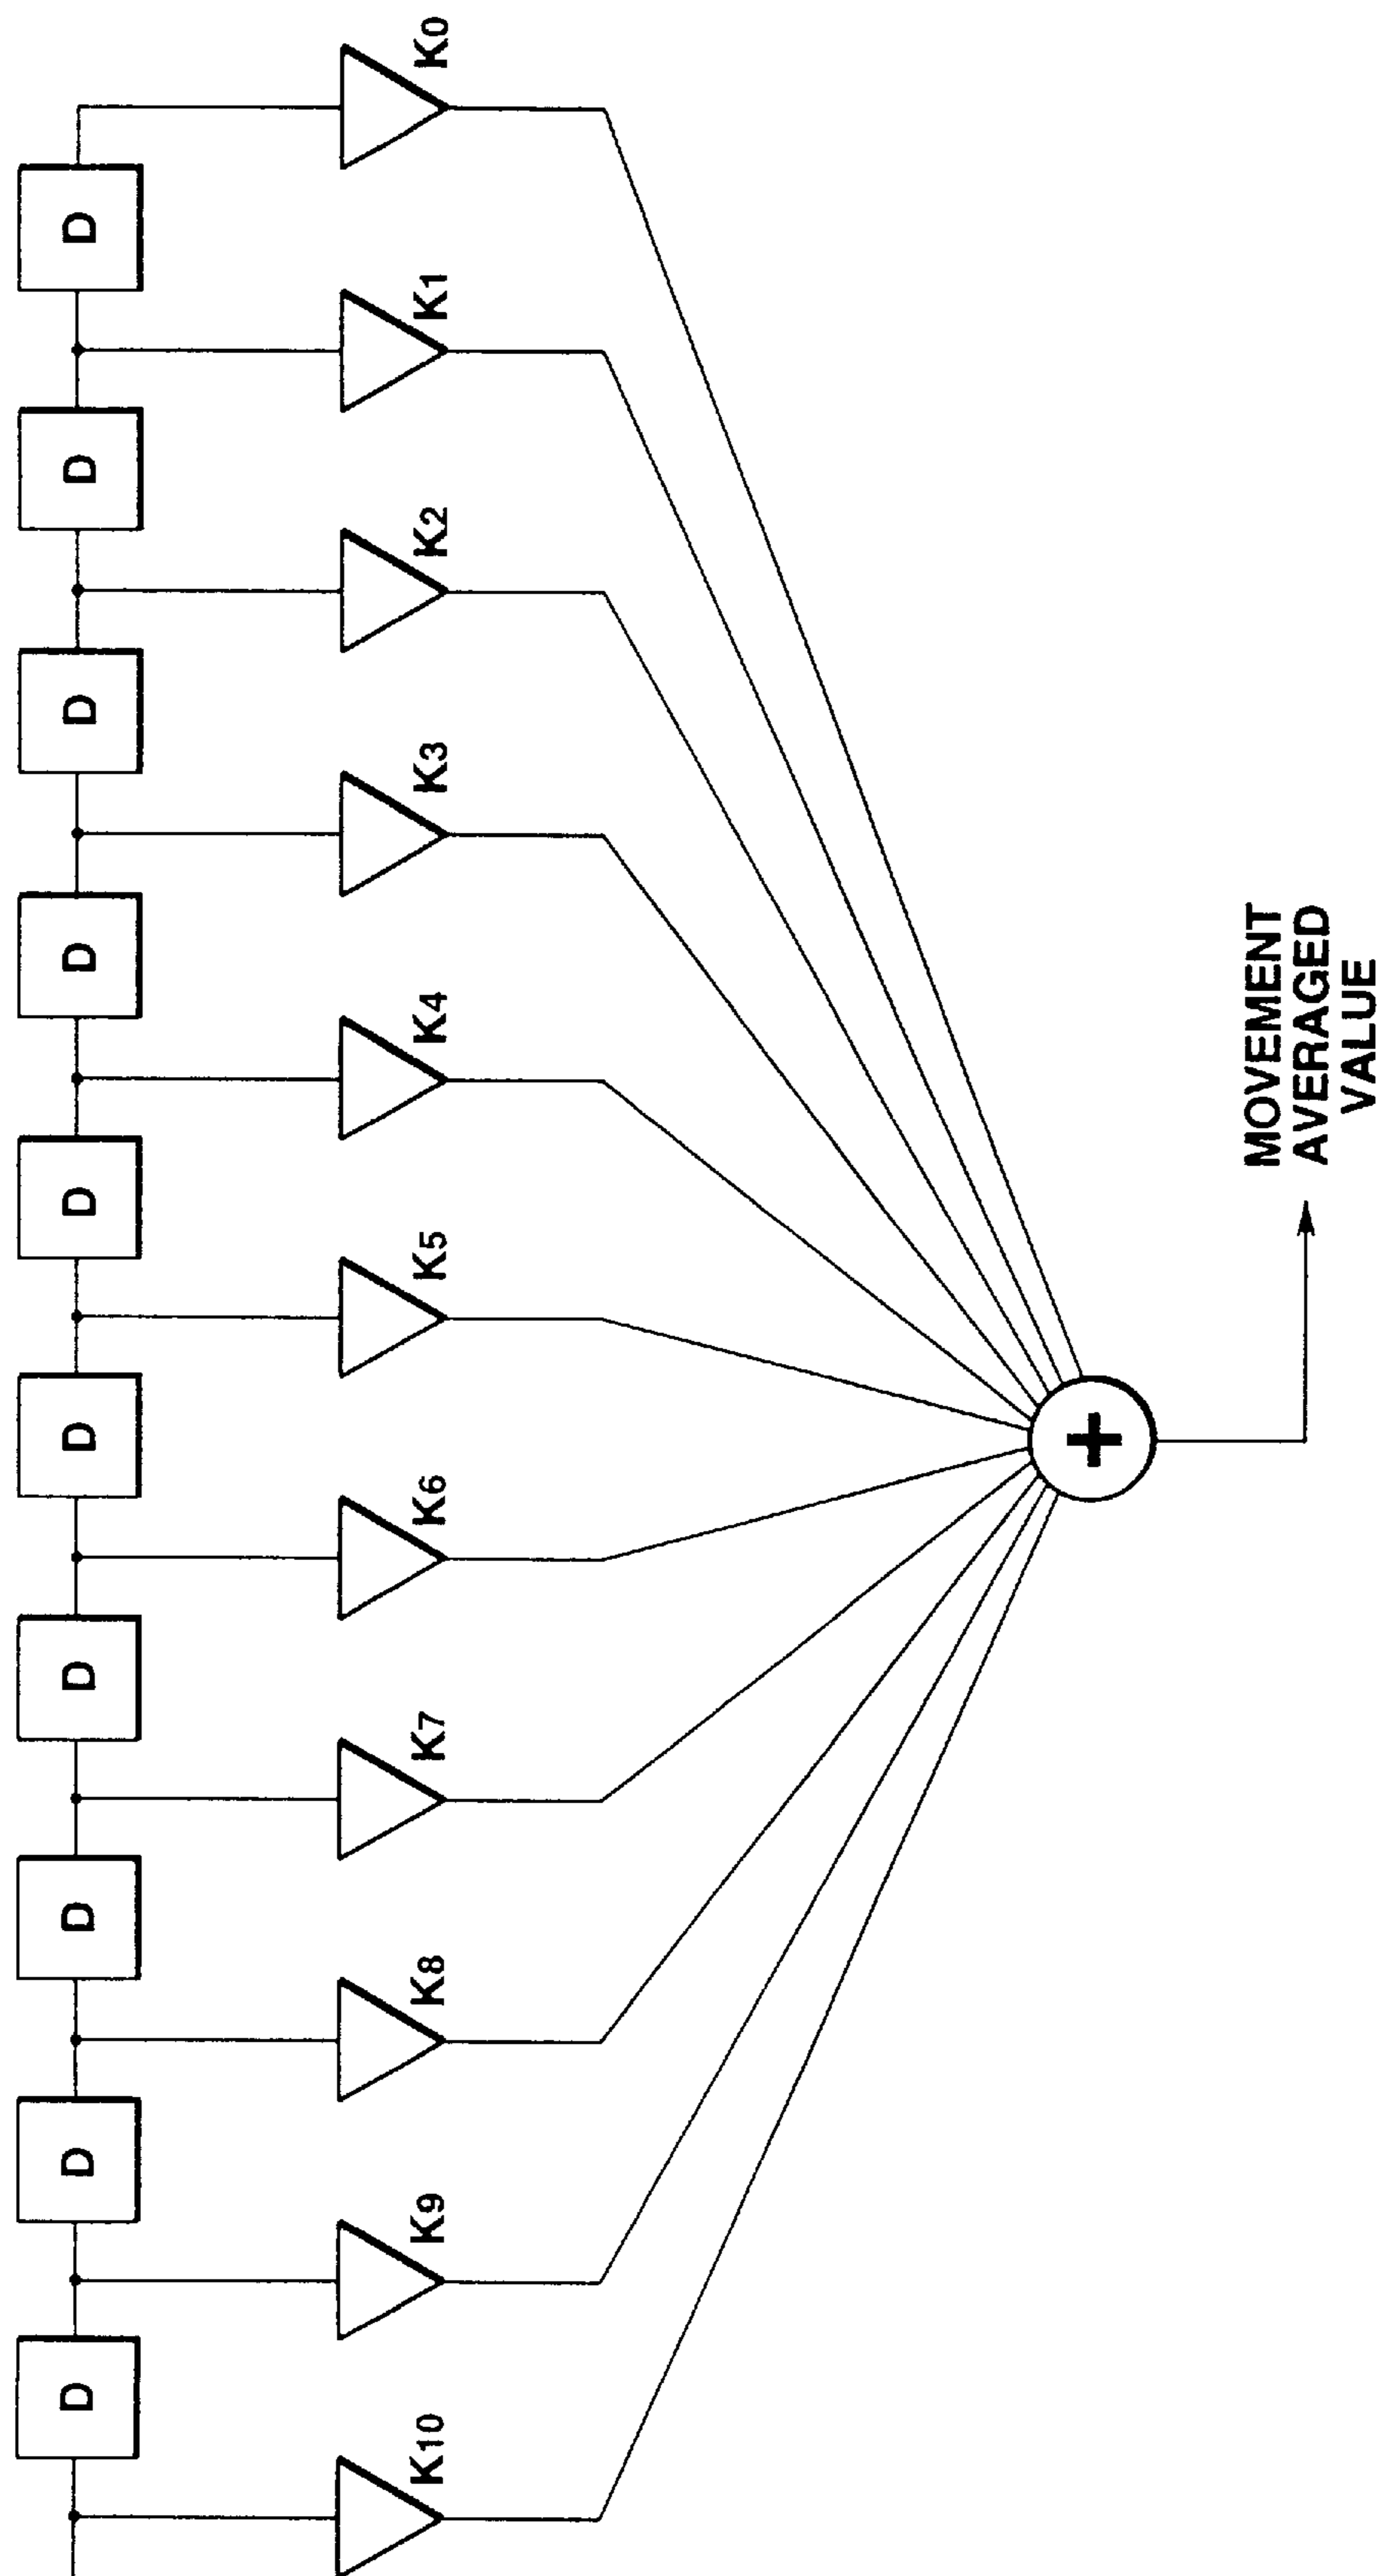 D D D D D D D D D D
K10 K9 K8 K7 K6 K5 K4 K3 K2 K1 K0
+
MOVEMENT
AVERAGED
VALUE